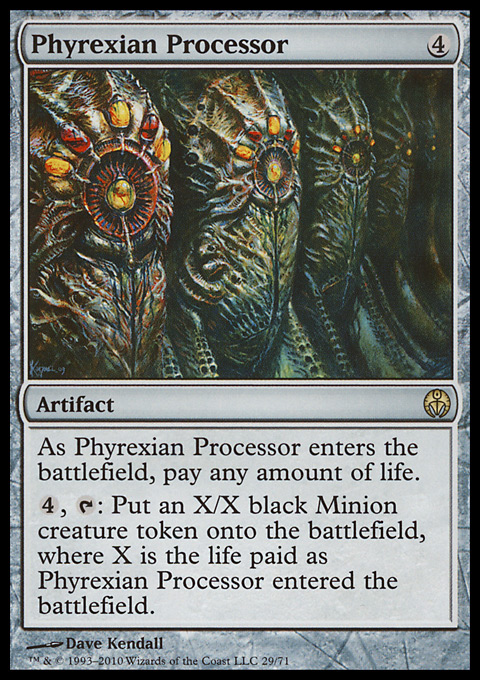 Phyrexian Processor 4
Artifact
As Phyrexian Processor enters the
battlefield, pay any amount of life.
4, : Put an X/X black Minion
creature token onto the battlefield,
where X is the life paid as
Phyrexian Processor entered the
battlefield.
Dave Kendall
™ & © 1993–2010 Wizards of the Coast LLC 29/71